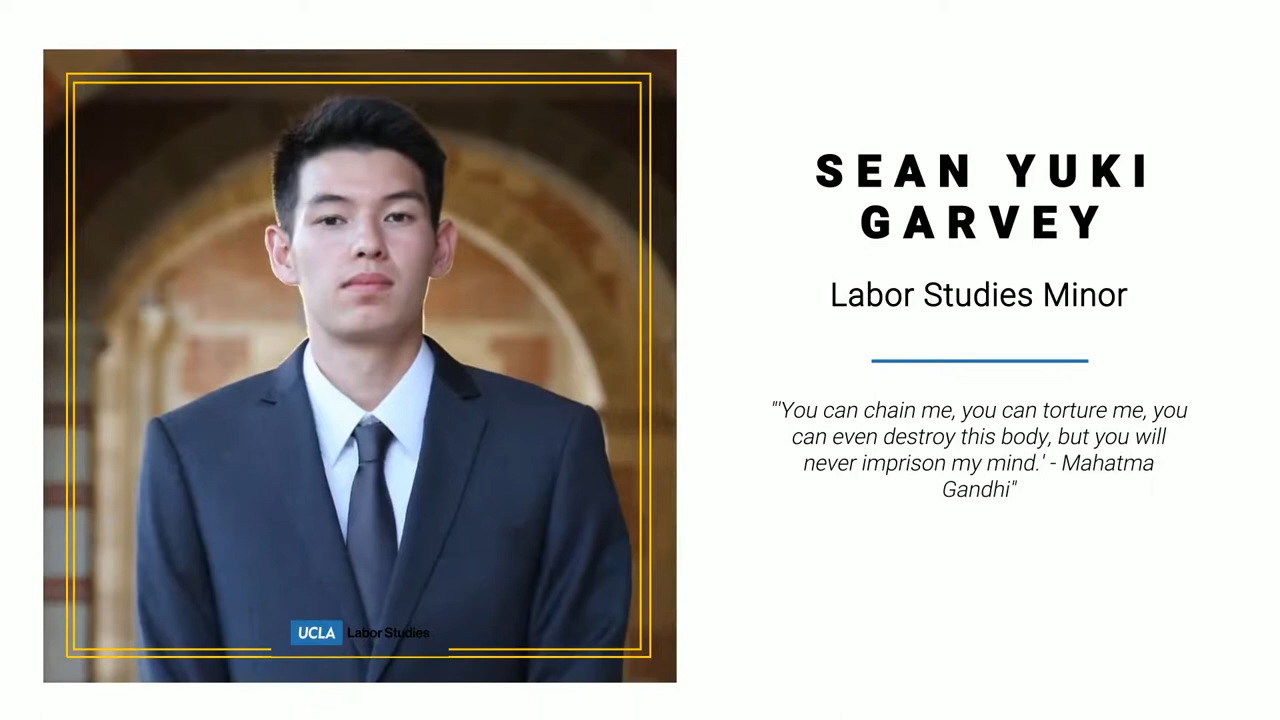 SEAN YUKI
GARVEY
Labor Studies Minor
"'You can chain me, you can torture me, you
can even destroy this body, but you will
never imprison my mind.' - Mahatma
Gandhi"
UCLA Labor Studies